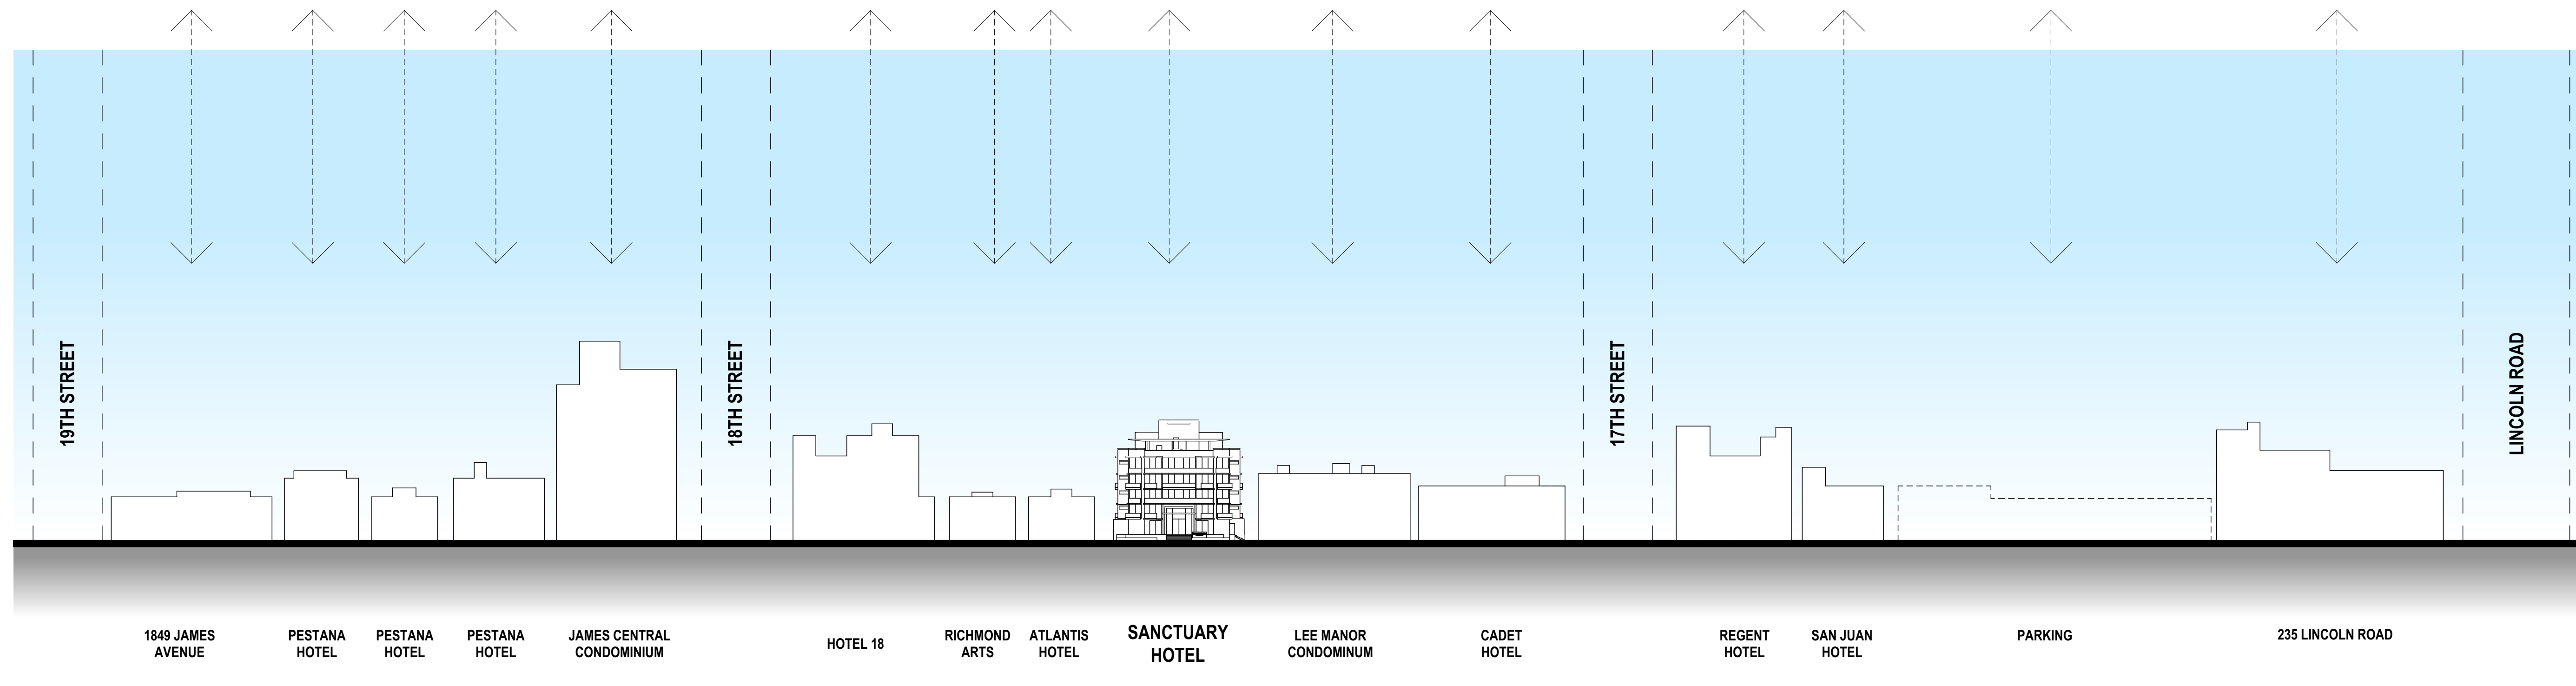 19TH STREET
18TH STREET
17TH STREET
LINCOLN ROAD
1849 JAMES
AVENUE
PESTANA
HOTEL
PESTANA
HOTEL
PESTANA
HOTEL
JAMES CENTRAL
CONDOMINIUM
HOTEL 18
RICHMOND
ARTS
ATLANTIS
HOTEL
SANCTUARY
HOTEL
LEE MANOR
CONDOMINUM
CADET
HOTEL
REGENT
HOTEL
SAN JUAN
HOTEL
PARKING
235 LINCOLN ROAD